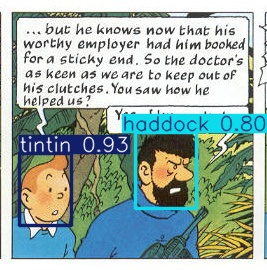 ...but he knows now that his
worthy employer had him booked
for a sticky end. So the doctor's
as keen as we are to keep out of
his clutches. You saw how he
helped us?
haddock 0.80
tintin 0.93